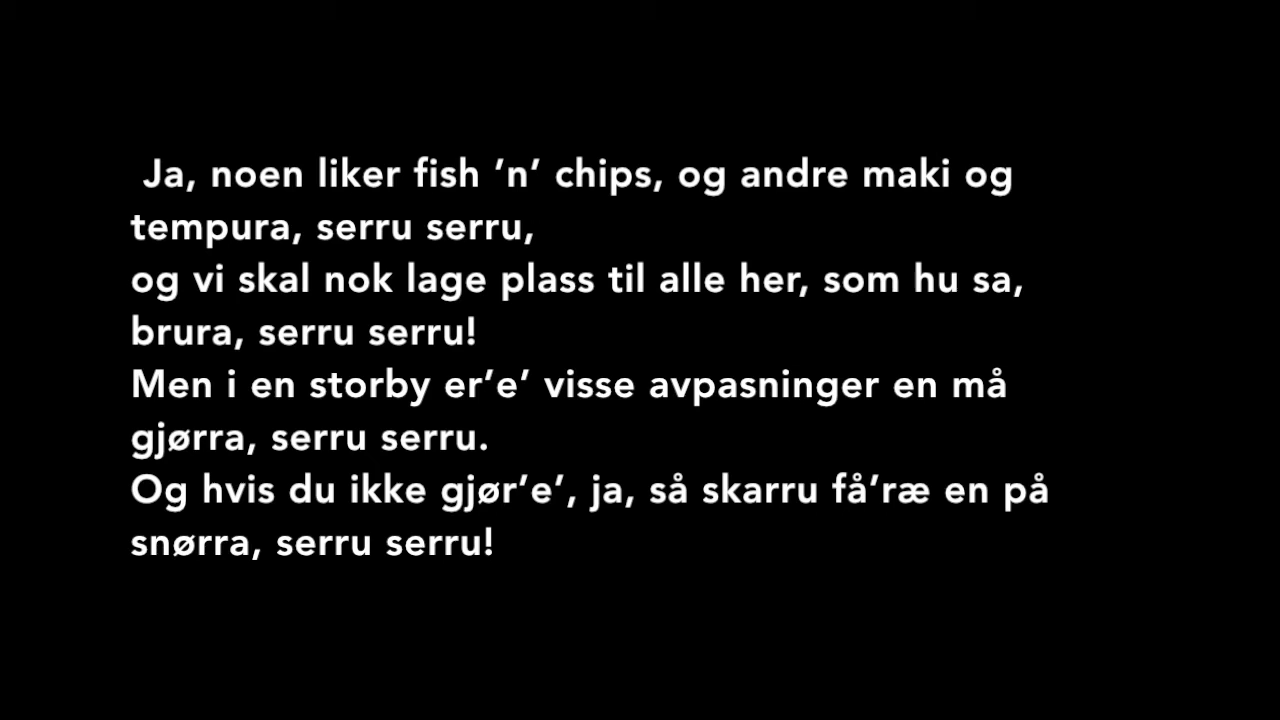 Ja, noen liker fish ’n’ chips, og andre maki og
tempura, serru serru,
og vi skal nok lage plass til alle her, som hu sa,
brura, serru serru!
Men i en storby er’e’ visse avpasninger en må
gjørra, serru serru.
Og hvis du ikke gjør’e’, ja, så skarru få’ræ en på
snørra, serru serru!